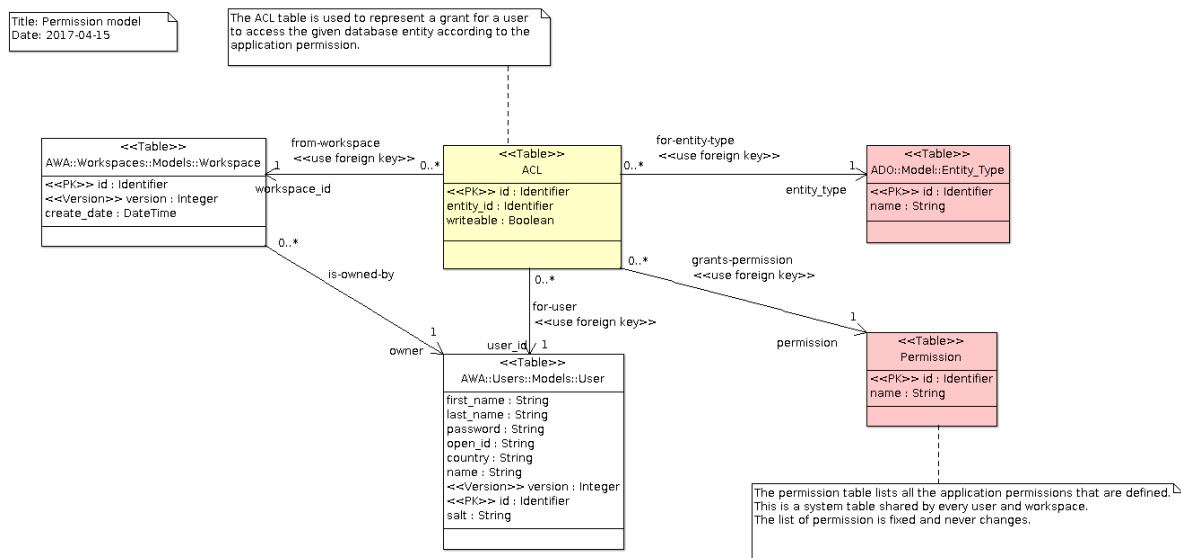 Title: Permission model
Date: 2017-04-15
The ACL table is used to represent a grant for a user
to access the given database entity according to the
application permission.
<<Table>>
AWA::Workspaces::Models::Workspace
<<PK>> id : Identifier
<<Version>> version : Integer
create_date : DateTime
from-workspace
<<use foreign key>>
1
0..*
workspace_id
<<Table>>
ACL
<<PK>> id : Identifier
entity_id : Identifier
writeable : Boolean
for-entity-type
<<use foreign key>>
0..*
1
entity_type
<<Table>>
ADO::Model::Entity_Type
<<PK>> id : Identifier
name : String
0..*
is-owned-by
1
owner
0..*
for-user
<<use foreign key>>
user_id
1
0..*
grants-permission
<<use foreign key>>
1
permission
<<Table>>
Permission
<<PK>> id : Identifier
name : String
<<Table>>
AWA::Users::Models::User
first_name : String
last_name : String
password : String
open_id : String
country : String
name : String
<<Version>> version : Integer
<<PK>> id : Identifier
salt : String
The permission table lists all the application permissions that are defined.
This is a system table shared by every user and workspace.
The list of permission is fixed and never changes.